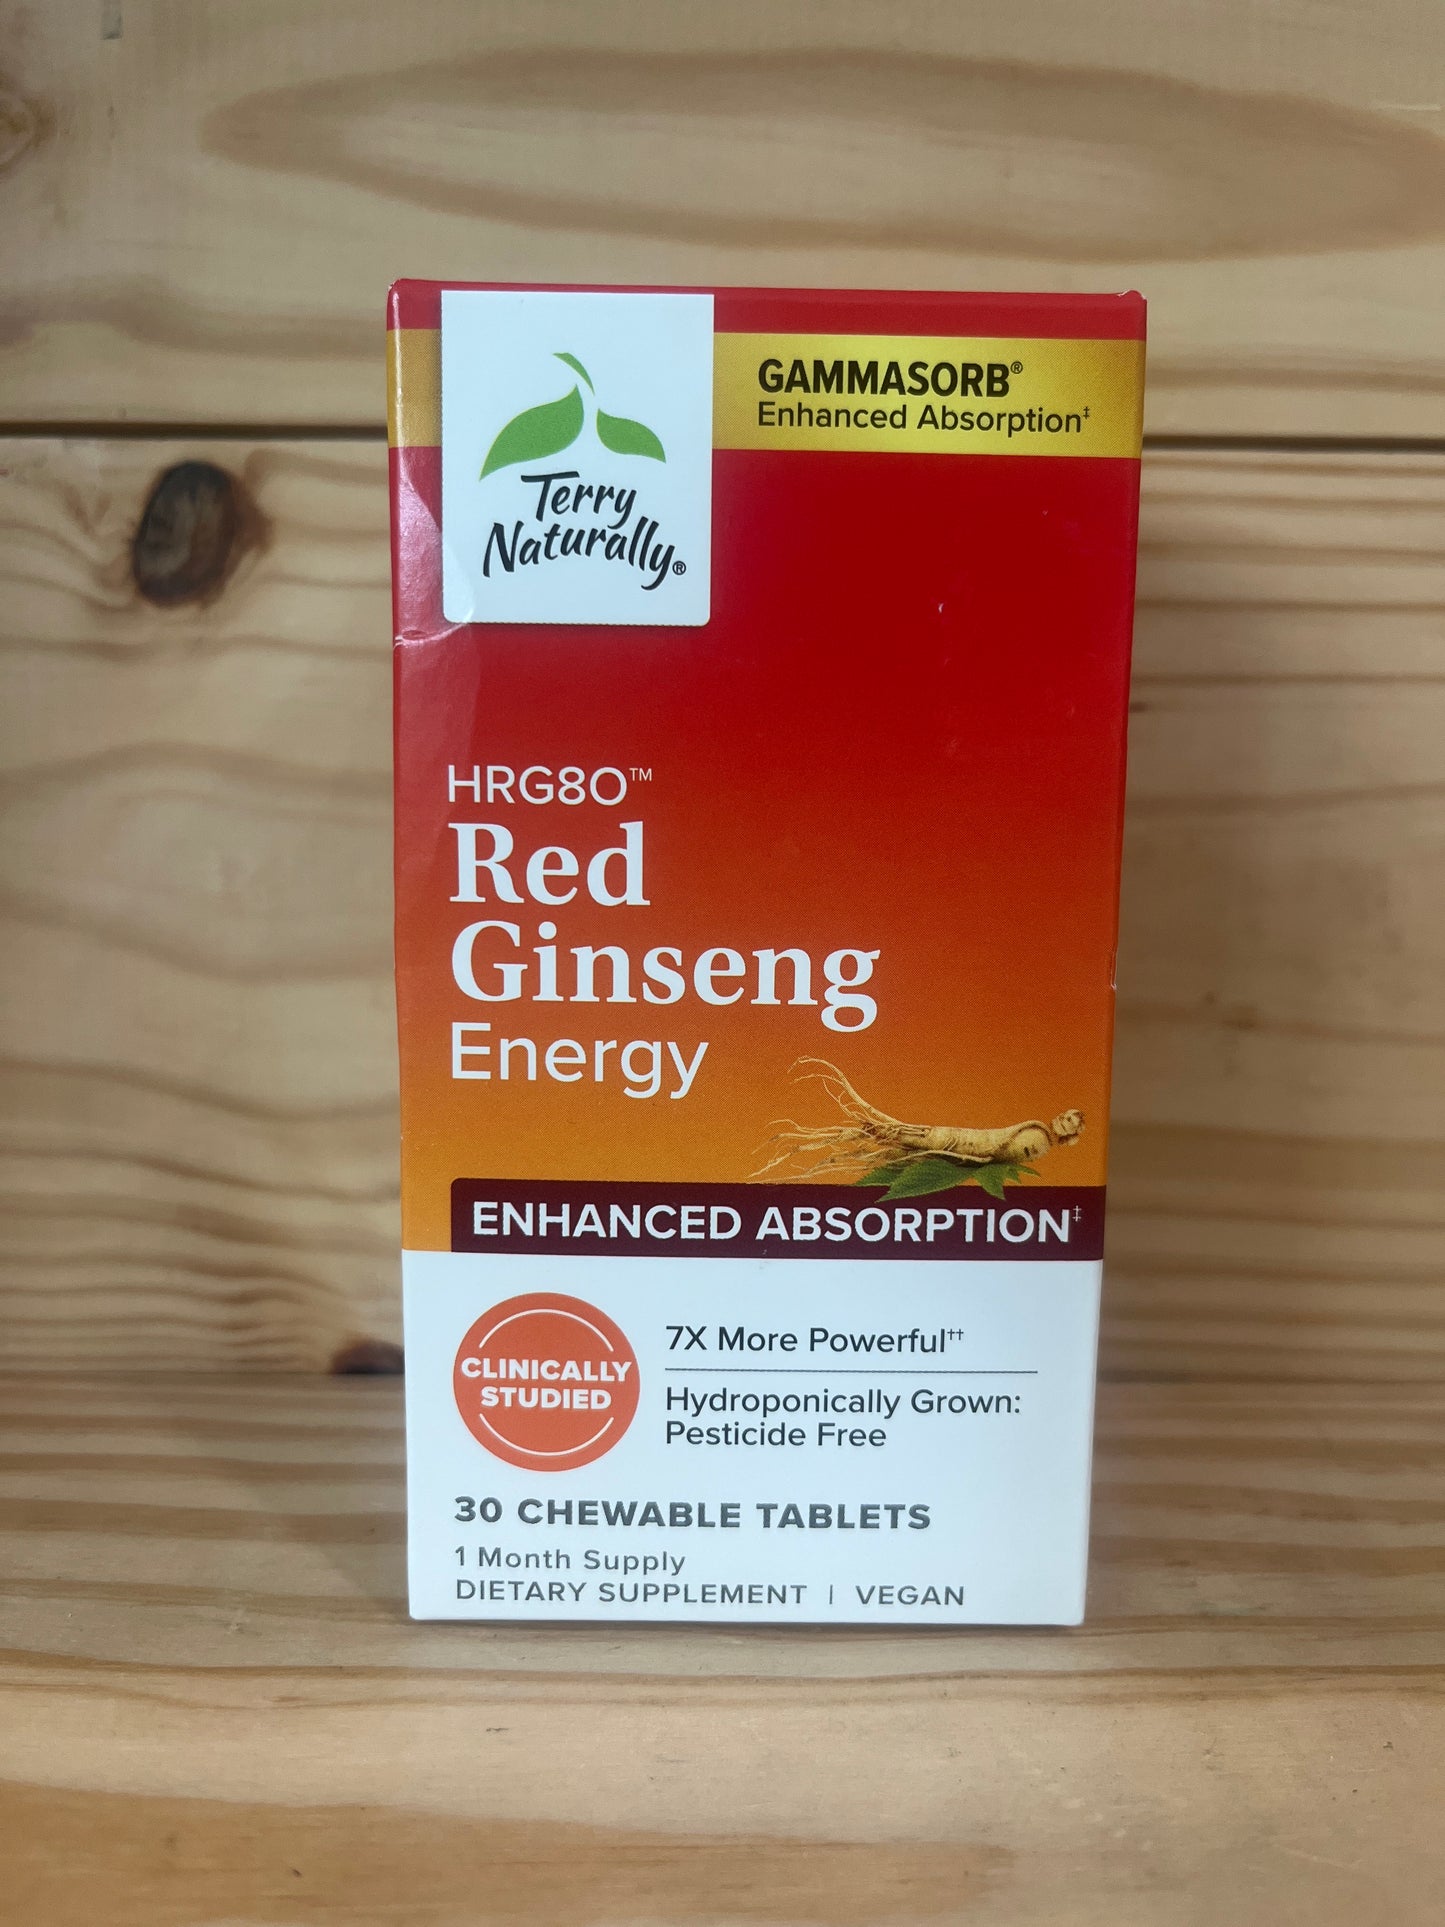 GAMMASORB®
Enhanced Absorption‡
Terry
Naturally®
HRG80™
Red
Ginseng
Energy
ENHANCED ABSORPTION‡
CLINICALLY
STUDIED
7X More Powerful††
Hydroponically Grown:
Pesticide Free
30 CHEWABLE TABLETS
1 Month Supply
DIETARY SUPPLEMENT | VEGAN